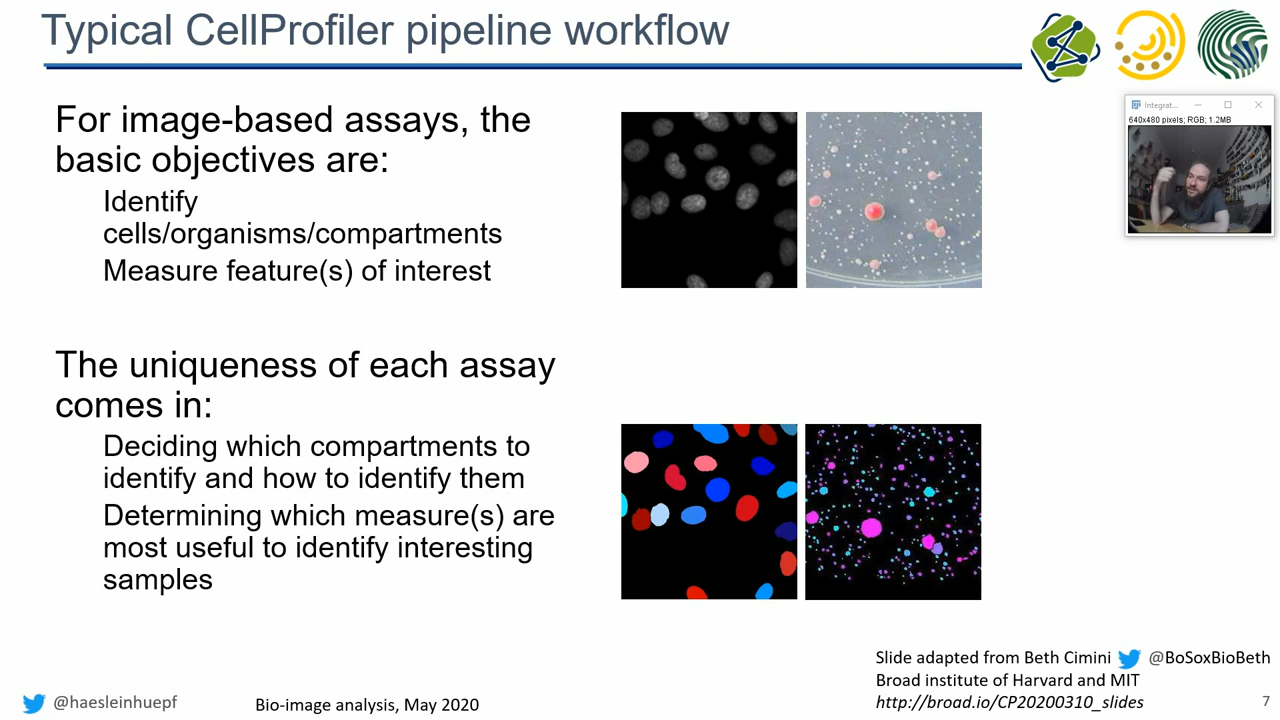 Typical CellProfiler pipeline workflow
For image-based assays, the
basic objectives are:
Identify
cells/organisms/compartments
Measure feature(s) of interest
The uniqueness of each assay
comes in:
Deciding which compartments to
identify and how to identify them
Determining which measure(s) are
most useful to identify interesting
samples
Integrat...
640x480 pixels; RGB; 1.2MB
Slide adapted from Beth Cimini @BoSoxBioBeth
Broad institute of Harvard and MIT
http://broad.io/CP20200310_slides
@haesleinhuepf
Bio-image analysis, May 2020
7